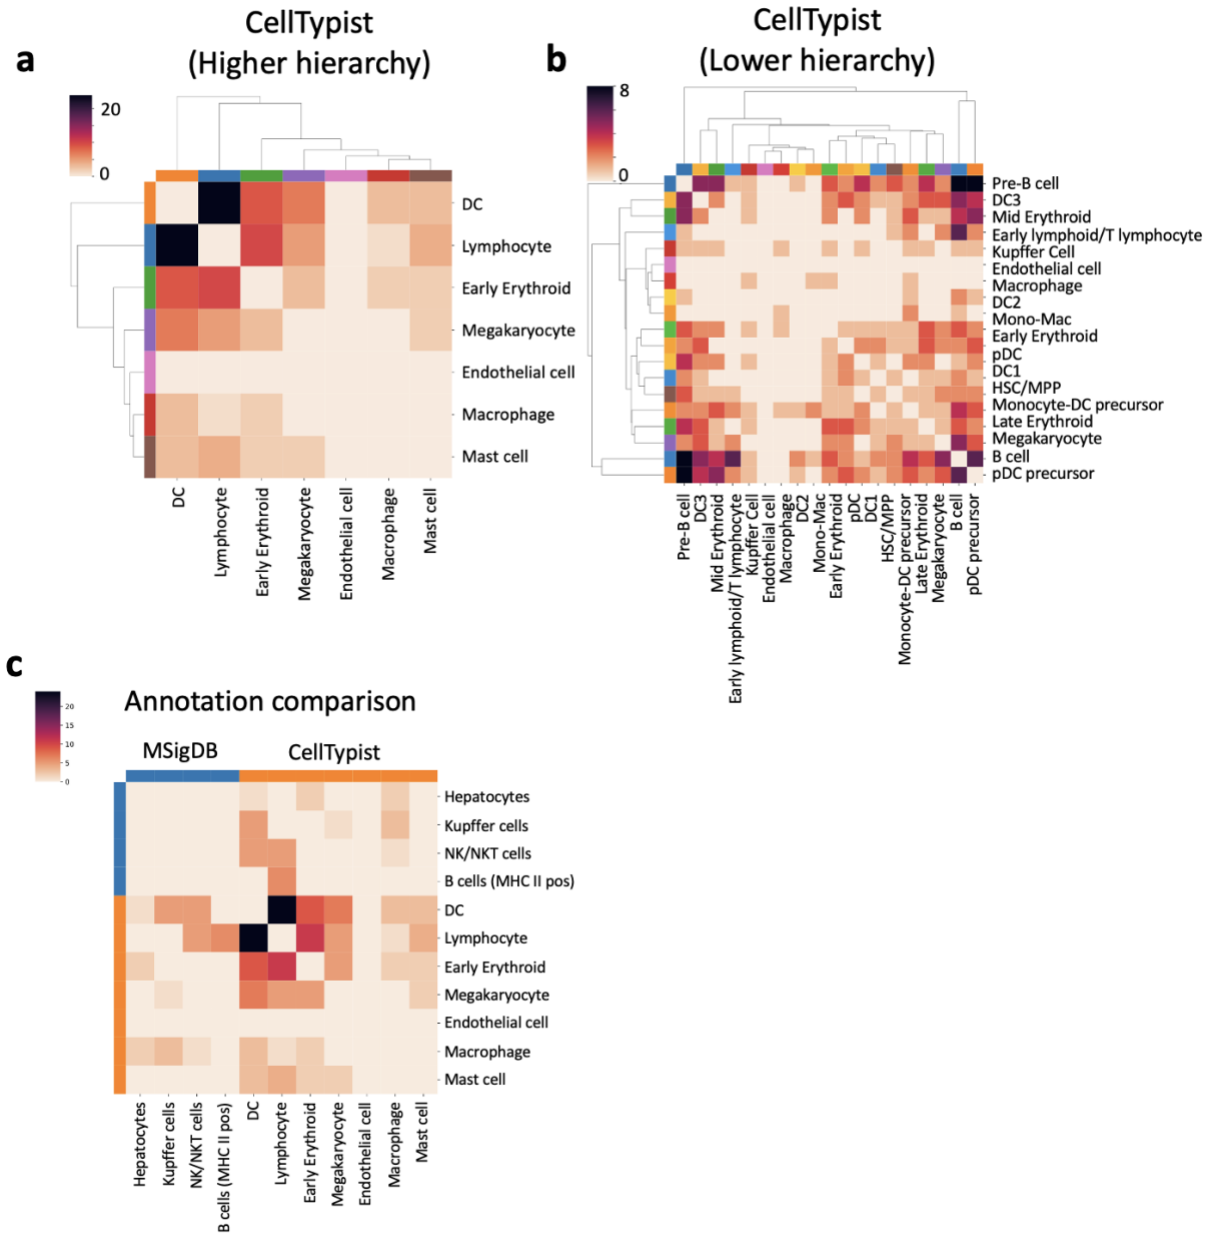 a
CellTypist
(Higher hierarchy)
20
0
DC
Lymphocyte
Early Erythroid
Megakaryocyte
Endothelial cell
Macrophage
Mast cell
DC
Lymphocyte
Early Erythroid
Megakaryocyte
Endothelial cell
Macrophage
Mast cell
b
CellTypist
(Lower hierarchy)
8
0
Pre-B cell
DC3
Mid Erythroid
Early lymphoid/T lymphocyte
Kupffer Cell
Endothelial cell
Macrophage
DC2
Mono-Mac
Early Erythroid
pDC
DC1
HSC/MPP
Monocyte-DC precursor
Late Erythroid
Megakaryocyte
B cell
pDC precursor
Pre-B cell
DC3
Mid Erythroid
Early lymphoid/T lymphocyte
Kupffer Cell
Endothelial cell
Macrophage
DC2
Mono-Mac
Early Erythroid
pDC
DC1
HSC/MPP
Monocyte-DC precursor
Late Erythroid
Megakaryocyte
B cell
pDC precursor
c
Annotation comparison
20
15
10
5
0
MSigDB
CellTypist
Hepatocytes
Kupffer cells
NK/NKT cells
B cells (MHC II pos)
DC
Lymphocyte
Early Erythroid
Megakaryocyte
Endothelial cell
Macrophage
Mast cell
Hepatocytes
Kupffer cells
NK/NKT cells
B cells (MHC II pos)
DC
Lymphocyte
Early Erythroid
Megakaryocyte
Endothelial cell
Macrophage
Mast cell